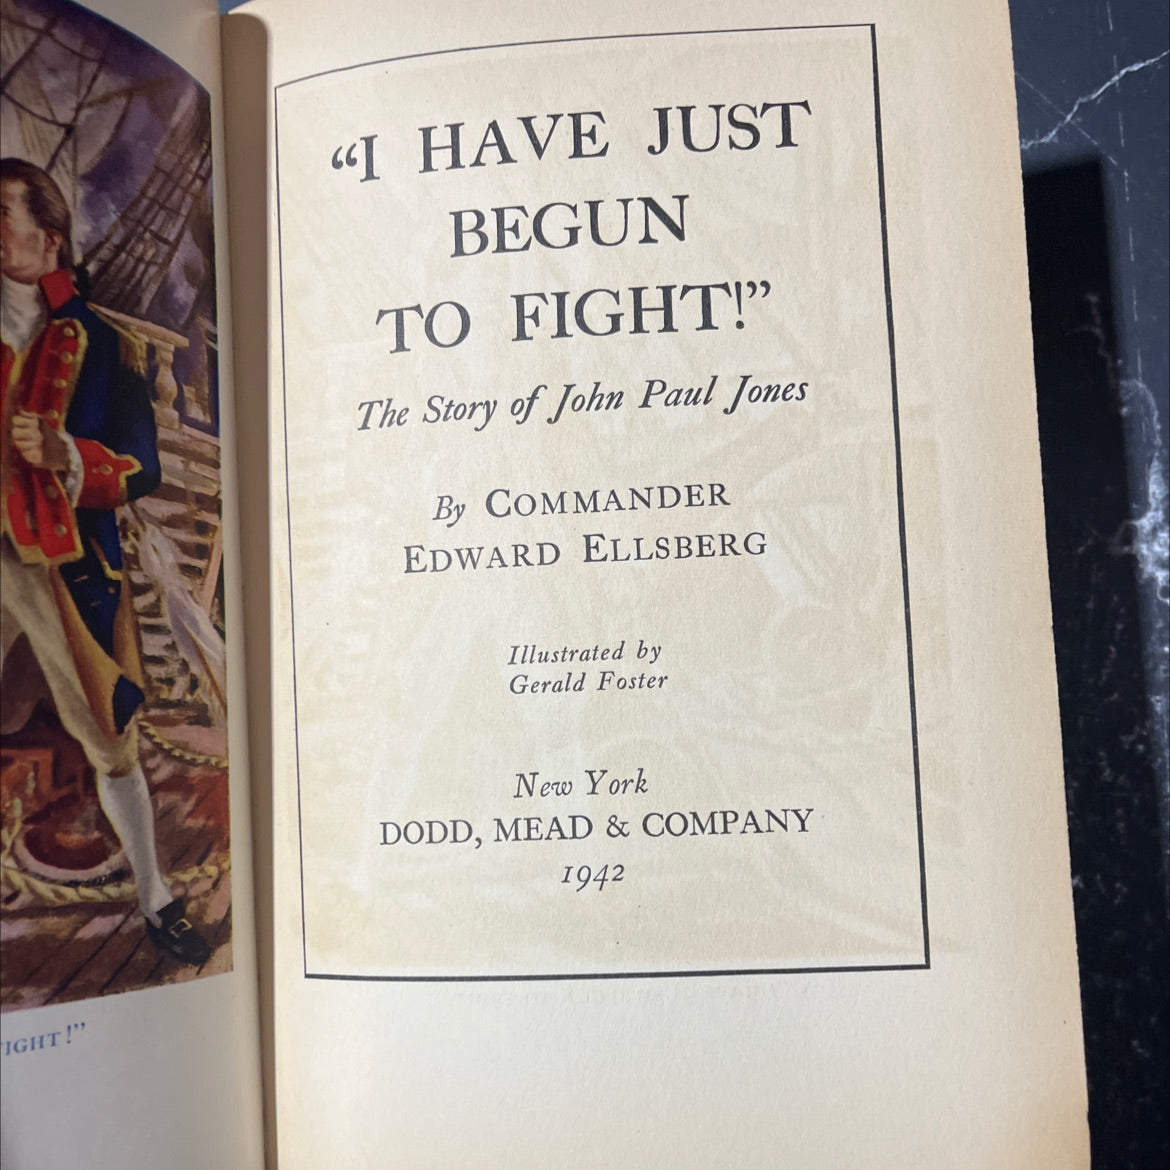 “I HAVE JUST
BEGUN
TO FIGHT!”
The Story of John Paul Jones
By COMMANDER
EDWARD ELLSBERG
Illustrated by
Gerald Foster
New York
DODD, MEAD & COMPANY
1942
IGHT!”